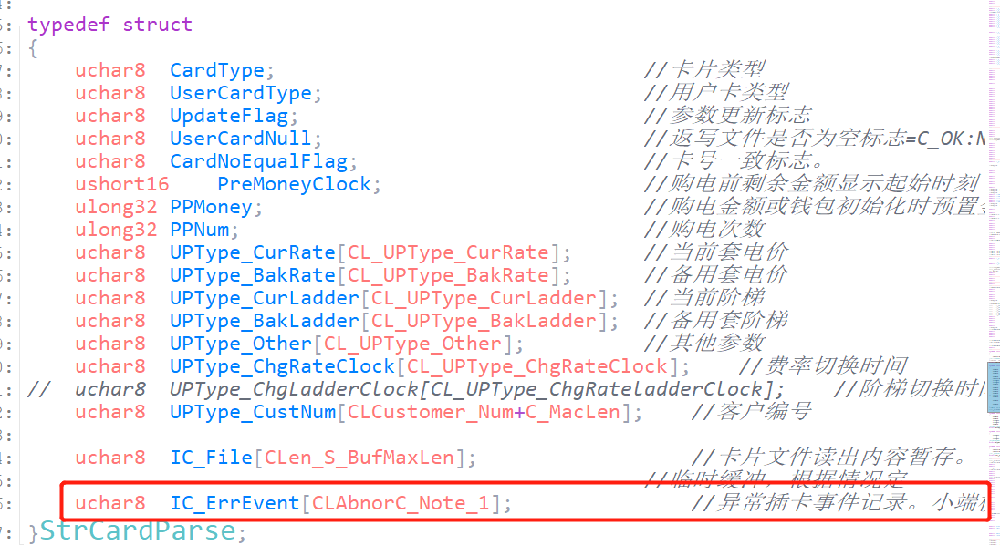 typedef struct
{
uchar8 CardType; //卡片类型
uchar8 UserCardType; //用户卡类型
uchar8 UpdateFlag; //参数更新标志
uchar8 UserCardNull; //返写文件是否为空标志=C_OK:N
uchar8 CardNoEqualFlag; //卡号一致标志。
ushort16 PreMoneyClock; //购电前剩余金额显示起始时刻
ulong32 PPMoney; //购电金额或钱包初始化时预置
ulong32 PPNum; //购电次数
uchar8 UPType_CurRate[CL_UPType_CurRate]; //当前套电价
uchar8 UPType_BakRate[CL_UPType_BakRate]; //备用套电价
uchar8 UPType_CurLadder[CL_UPType_CurLadder]; //当前阶梯
uchar8 UPType_BakLadder[CL_UPType_BakLadder]; //备用套阶梯
uchar8 UPType_Other[CL_UPType_Other]; //其他参数
uchar8 UPType_ChgRateClock[CL_UPType_ChgRateClock]; //费率切换时间
// uchar8 UPType_ChgLadderClock[CL_UPType_ChgRateladderClock]; //阶梯切换时
uchar8 UPType_CustNum[CLCustomer_Num+C_MacLen]; //客户编号
uchar8 IC_File[CLen_S_BufMaxLen]; //卡片文件读出内容暂存。
//临时缓冲，根据情况定
uchar8 IC_ErrEvent[CLAbnorC_Note_1]; //异常插卡事件记录。小端
}StrCardParse;